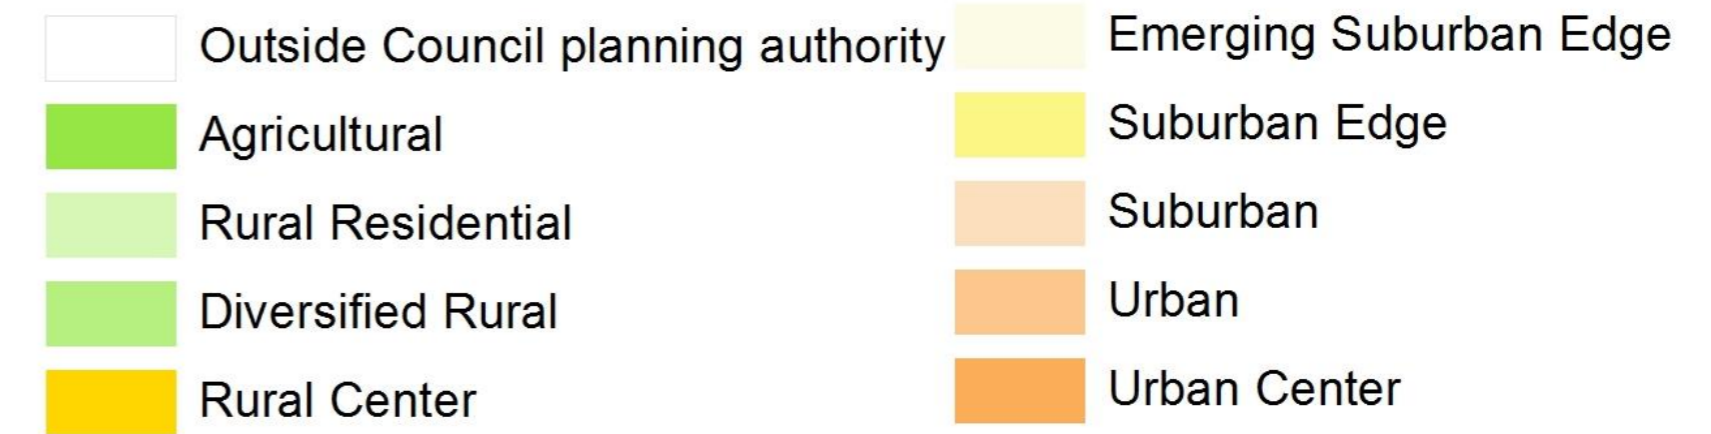 Outside Council planning authority
Agricultural
Rural Residential
Diversified Rural
Rural Center
Emerging Suburban Edge
Suburban Edge
Suburban
Urban
Urban Center